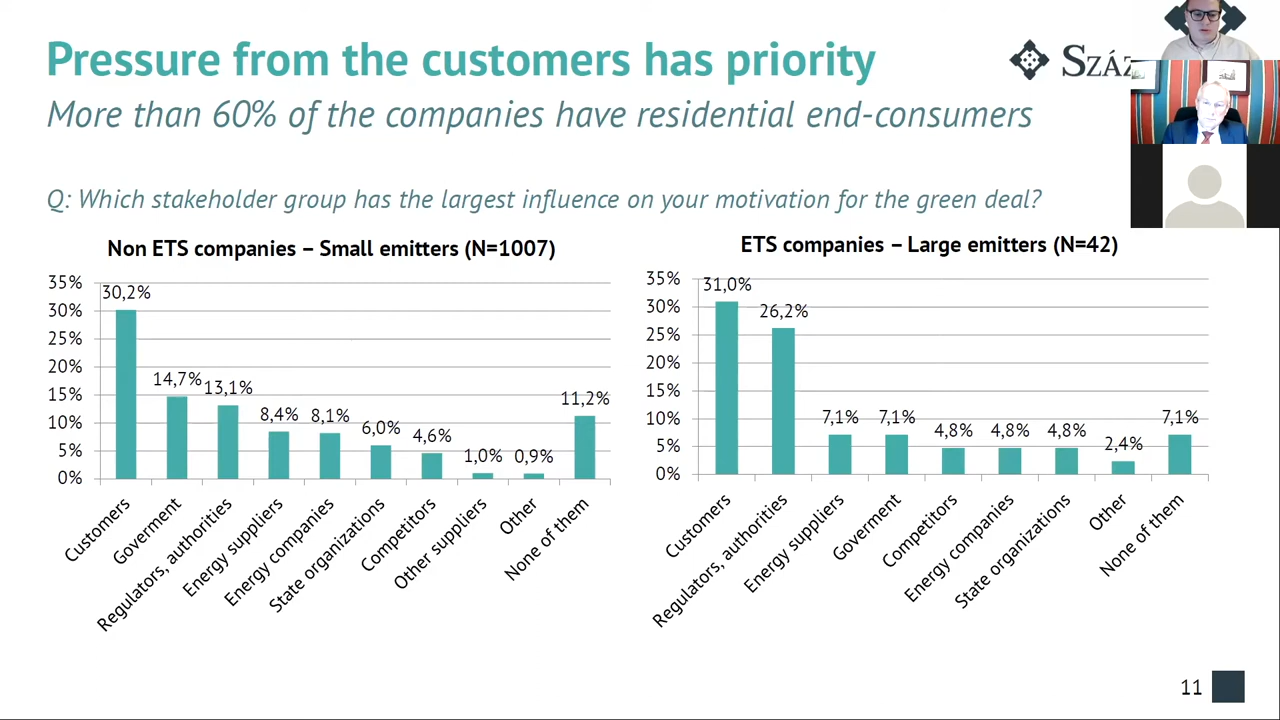 Pressure from the customers has priority
More than 60% of the companies have residential end-consumers
Q: Which stakeholder group has the largest influence on your motivation for the green deal?
Non ETS companies – Small emitters (N=1007)
35%
30%
25%
20%
15%
10%
5%
0%
30,2%
14,7%
13,1%
8,4%
8,1%
6,0%
4,6%
1,0%
0,9%
11,2%
Customers
Goverment
Regulators, authorities
Energy suppliers
Energy companies
State organizations
Competitors
Other suppliers
Other
None of them
ETS companies – Large emitters (N=42)
35%
30%
25%
20%
15%
10%
5%
0%
31,0%
26,2%
7,1%
7,1%
4,8%
4,8%
4,8%
2,4%
7,1%
Customers
Regulators, authorities
Energy suppliers
Goverment
Competitors
Energy companies
State organizations
Other
None of them
11